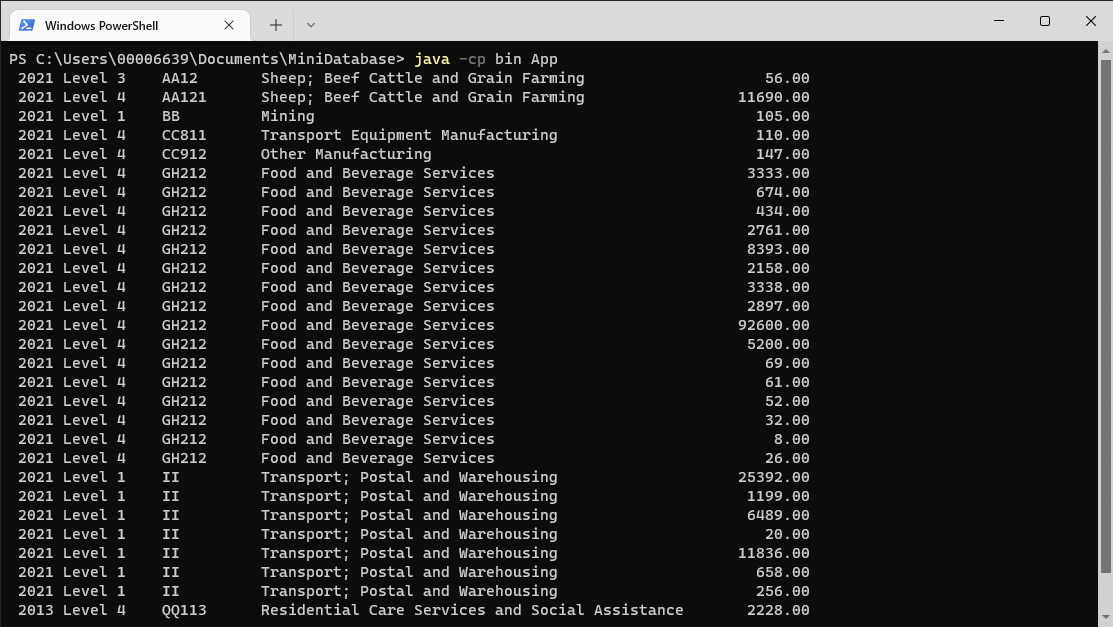 Windows PowerShell
PS C:\Users\00006639\Documents\MiniDatabase> java -cp bin App
2021 Level 3    AA12       Sheep; Beef Cattle and Grain Farming                 56.00
2021 Level 4    AA121      Sheep; Beef Cattle and Grain Farming              11690.00
2021 Level 1    BB         Mining                                              105.00
2021 Level 4    CC811      Transport Equipment Manufacturing                   110.00
2021 Level 4    CC912      Other Manufacturing                                 147.00
2021 Level 4    GH212      Food and Beverage Services                         3333.00
2021 Level 4    GH212      Food and Beverage Services                          674.00
2021 Level 4    GH212      Food and Beverage Services                          434.00
2021 Level 4    GH212      Food and Beverage Services                         2761.00
2021 Level 4    GH212      Food and Beverage Services                         8393.00
2021 Level 4    GH212      Food and Beverage Services                         2158.00
2021 Level 4    GH212      Food and Beverage Services                         3338.00
2021 Level 4    GH212      Food and Beverage Services                         2897.00
2021 Level 4    GH212      Food and Beverage Services                        92600.00
2021 Level 4    GH212      Food and Beverage Services                         5200.00
2021 Level 4    GH212      Food and Beverage Services                           69.00
2021 Level 4    GH212      Food and Beverage Services                           61.00
2021 Level 4    GH212      Food and Beverage Services                           52.00
2021 Level 4    GH212      Food and Beverage Services                           32.00
2021 Level 4    GH212      Food and Beverage Services                            8.00
2021 Level 4    GH212      Food and Beverage Services                           26.00
2021 Level 1    II         Transport; Postal and Warehousing                 25392.00
2021 Level 1    II         Transport; Postal and Warehousing                  1199.00
2021 Level 1    II         Transport; Postal and Warehousing                  6489.00
2021 Level 1    II         Transport; Postal and Warehousing                    20.00
2021 Level 1    II         Transport; Postal and Warehousing                 11836.00
2021 Level 1    II         Transport; Postal and Warehousing                   658.00
2021 Level 1    II         Transport; Postal and Warehousing                   256.00
2013 Level 4    QQ113      Residential Care Services and Social Assistance    2228.00